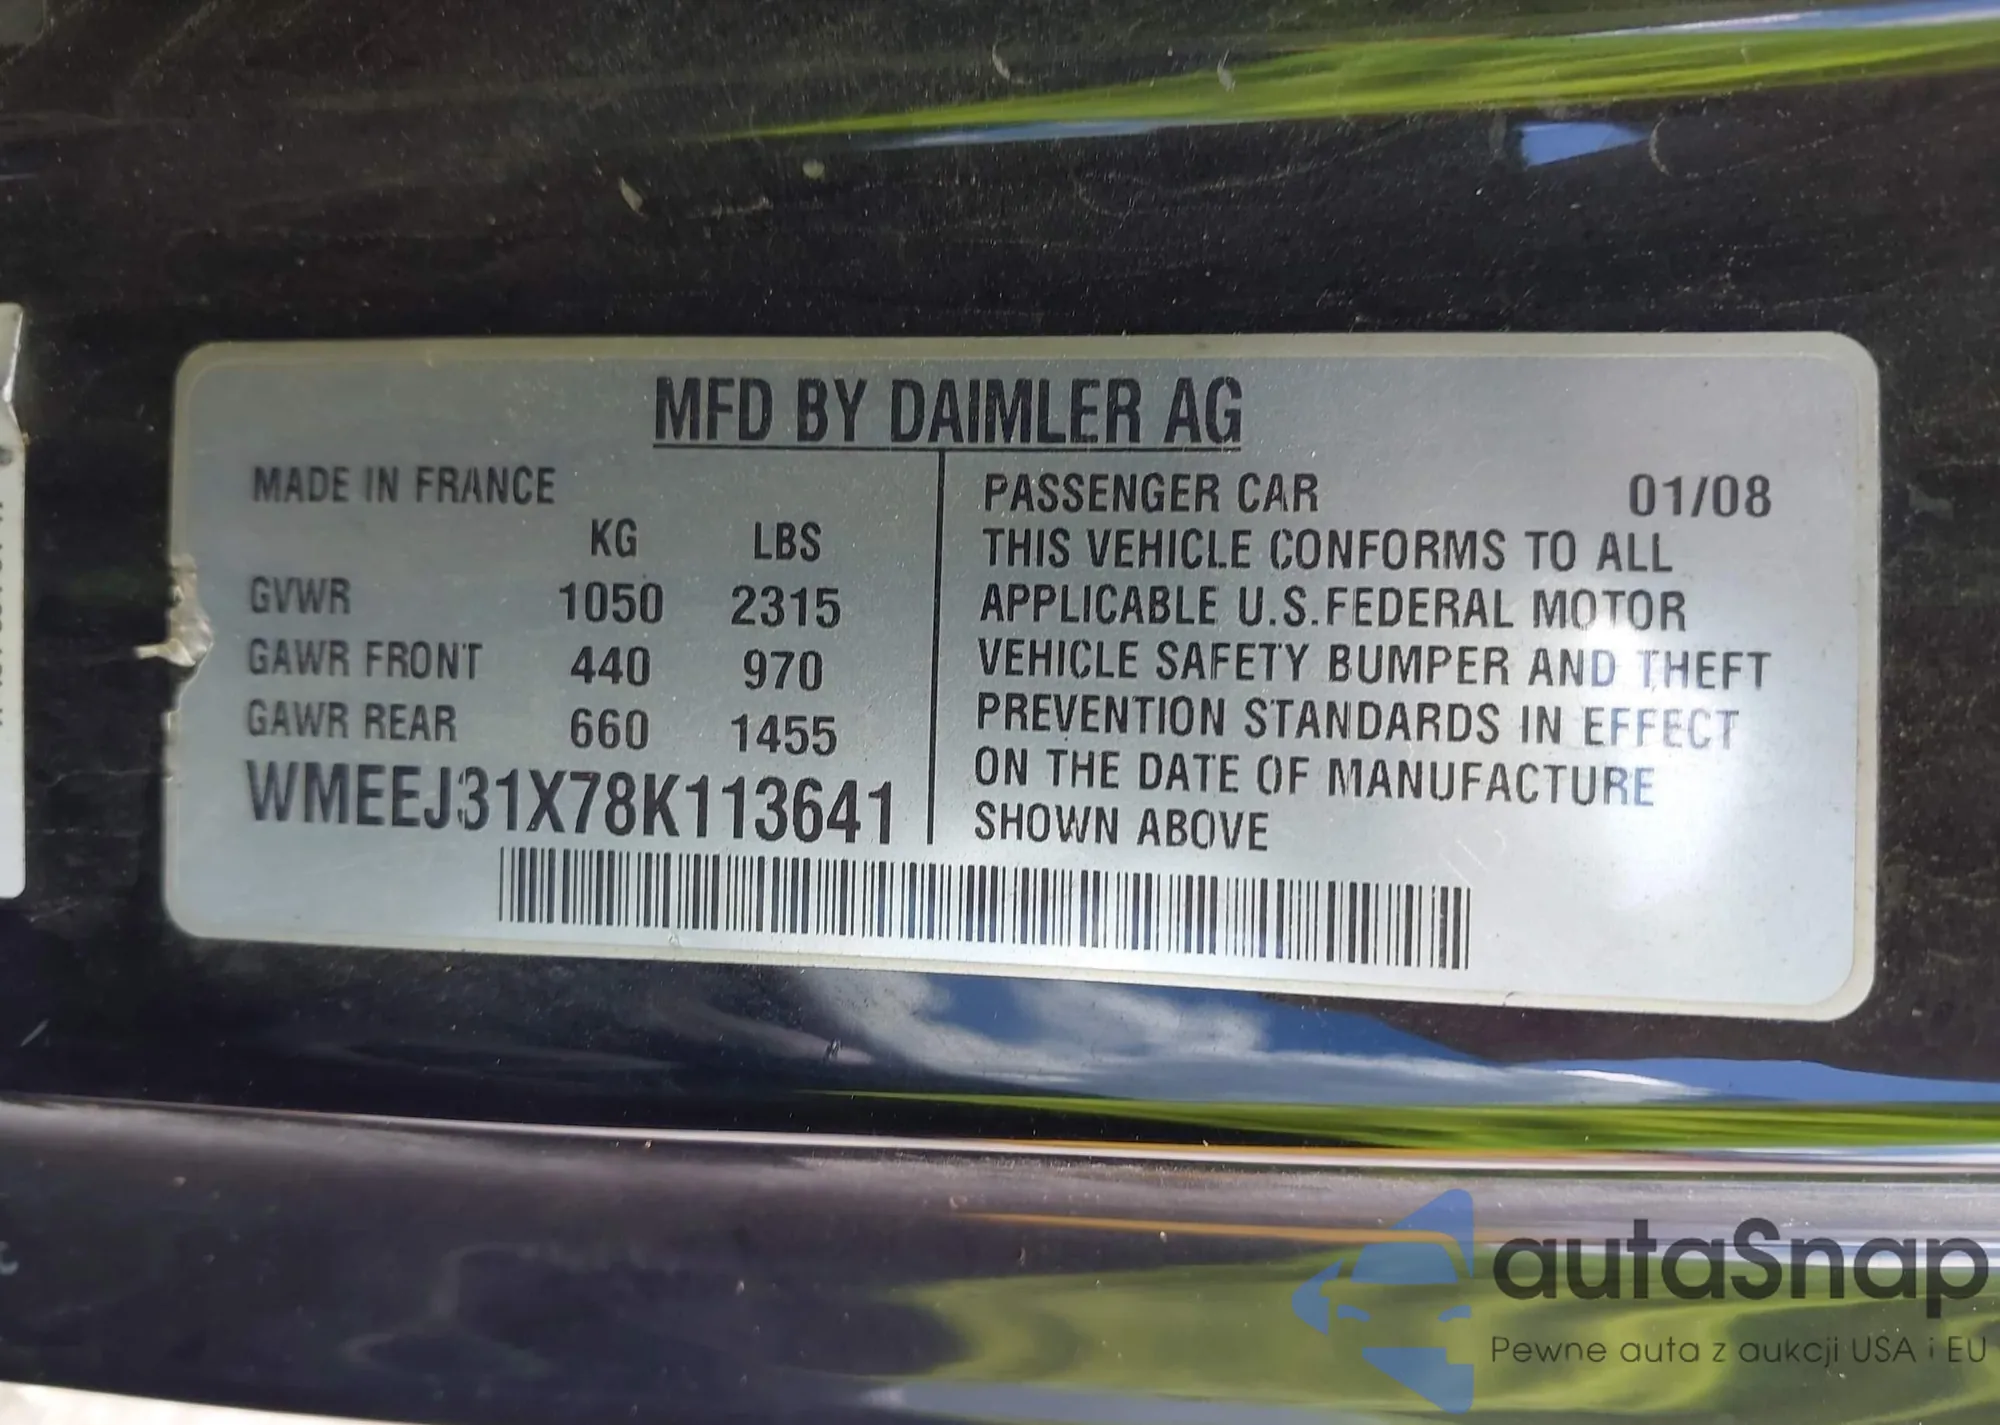 MFD BY DAIMLER AG
MADE IN FRANCE
KG LBS
GVWR 1050 2315
GAWR FRONT 440 970
GAWR REAR 660 1455
WMEEJ31X78K113641
PASSENGER CAR 01/08
THIS VEHICLE CONFORMS TO ALL
APPLICABLE U.S.FEDERAL MOTOR
VEHICLE SAFETY BUMPER AND THEFT
PREVENTION STANDARDS IN EFFECT
ON THE DATE OF MANUFACTURE
SHOWN ABOVE
autaSnap
Pewne auta z aukcji USA i EU